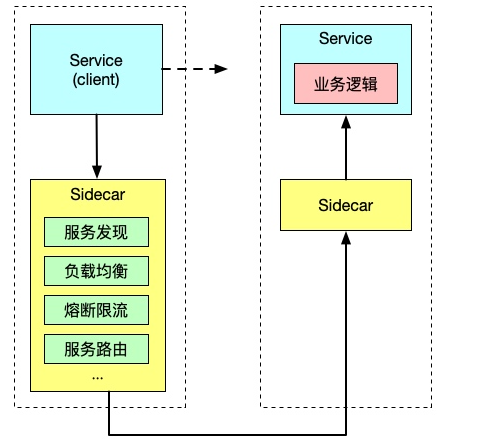 Service
(client)
Sidecar
服务发现
负载均衡
熔断限流
服务路由
...
Service
业务逻辑
Sidecar